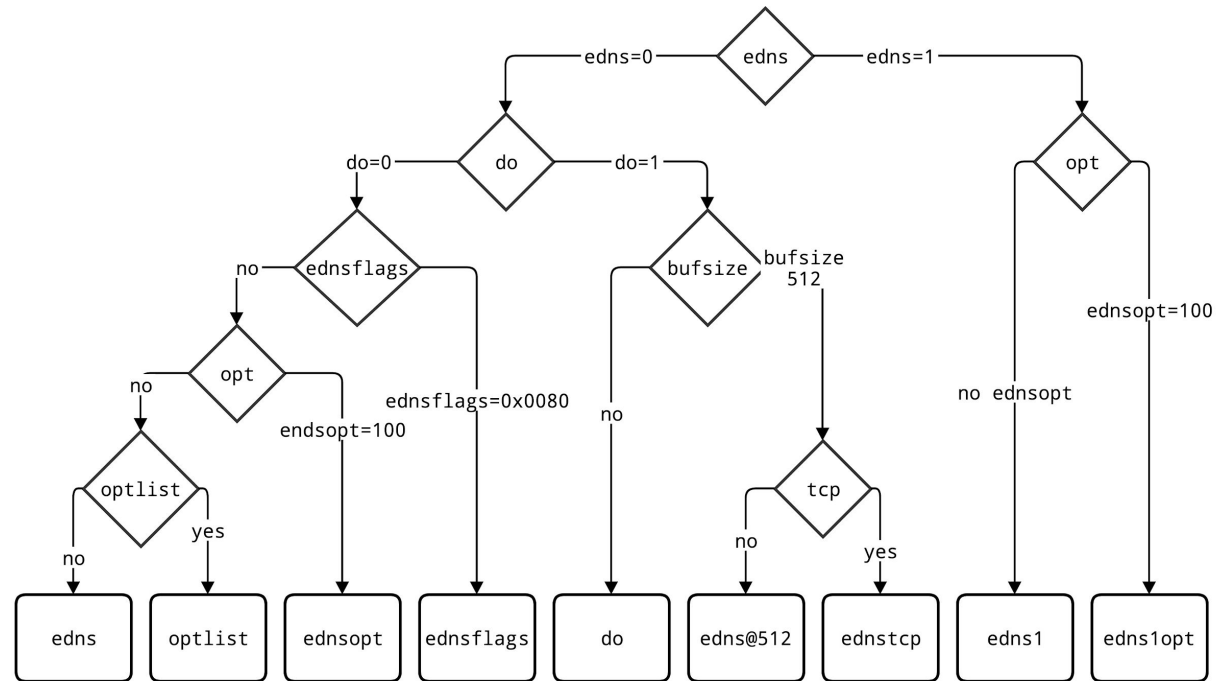 edns=0
edns
edns=1
do=0
do
do=1
opt
no
ednsflags
bufsize
bufsize
512
ednsopt=100
no
opt
endsopt=100
ednsflags=0x0080
no
no ednsopt
optlist
tcp
no
yes
no
yes
edns
optlist
ednsopt
ednsflags
do
edns@512
ednstcp
edns1
edns1opt